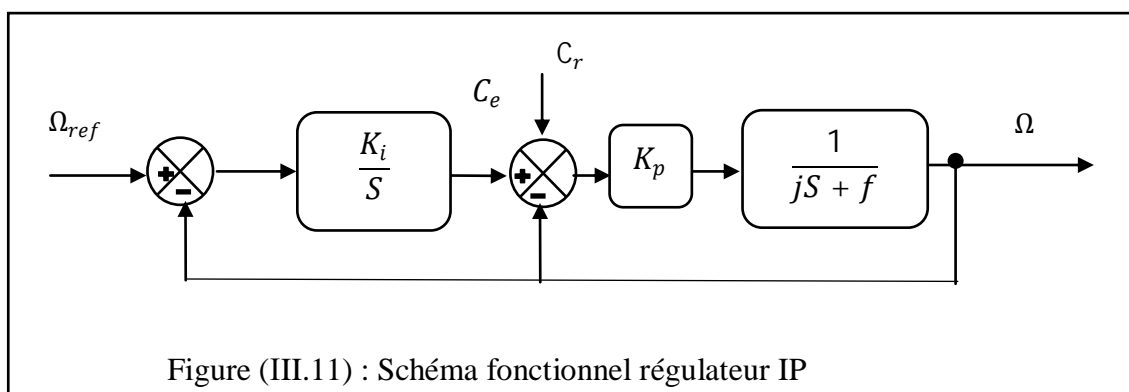 C_r
C_e
Ω_ref
+
-
K_i
S
+
-
K_p
1
jS + f
Ω
Figure (III.11) : Schéma fonctionnel régulateur IP